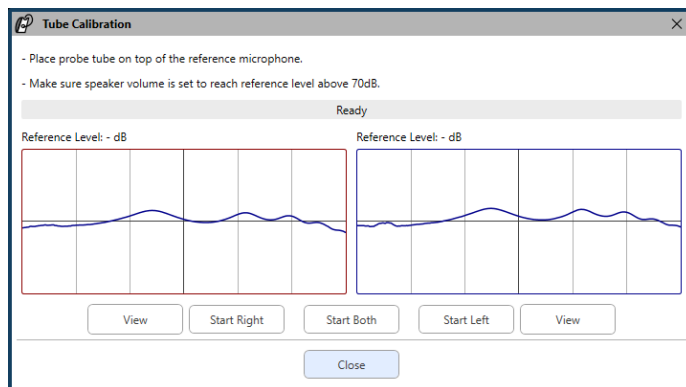 Tube Calibration
- Place probe tube on top of the reference microphone.
- Make sure speaker volume is set to reach reference level above 70dB.
Ready
Reference Level: - dB
Reference Level: - dB
View
Start Right
Start Both
Start Left
View
Close